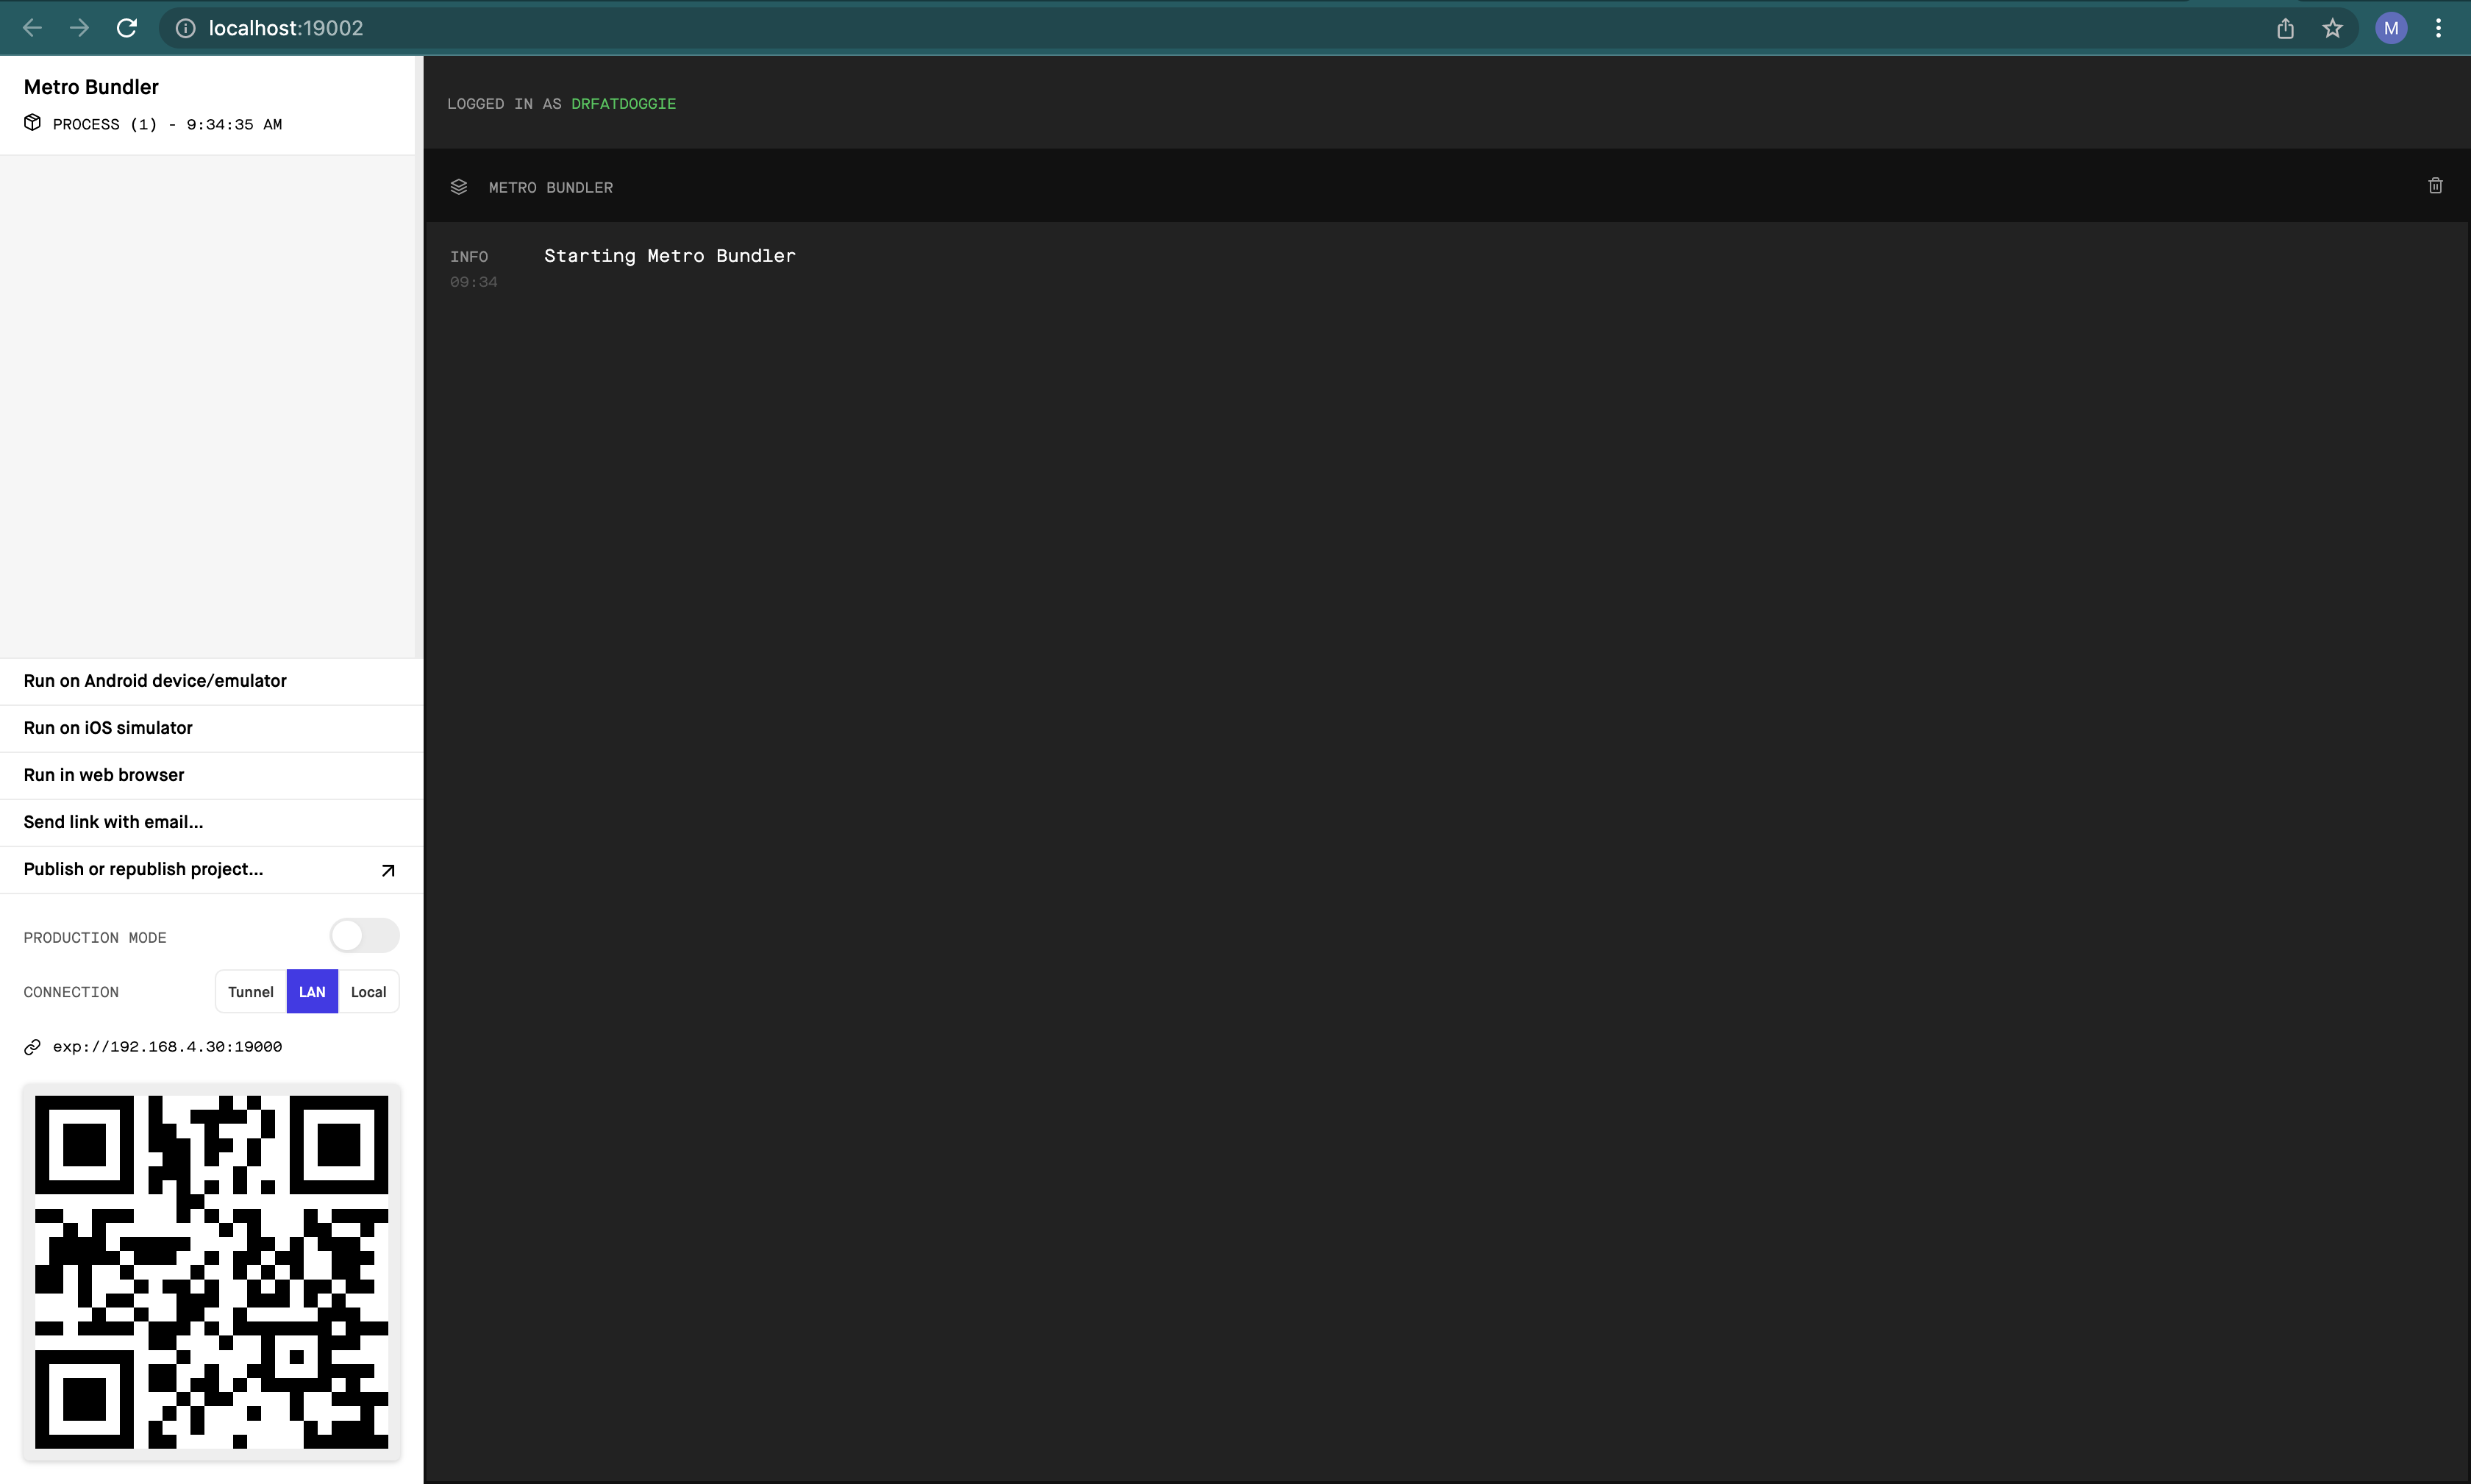 localhost:19002
M
Metro Bundler
PROCESS (1) - 9:34:35 AM
LOGGED IN AS DRFATDOGGIE
METRO BUNDLER
INFO Starting Metro Bundler
09:34
Run on Android device/emulator
Run on iOS simulator
Run in web browser
Send link with email...
Publish or republish project...
PRODUCTION MODE
CONNECTION Tunnel LAN Local
exp://192.168.4.30:19000